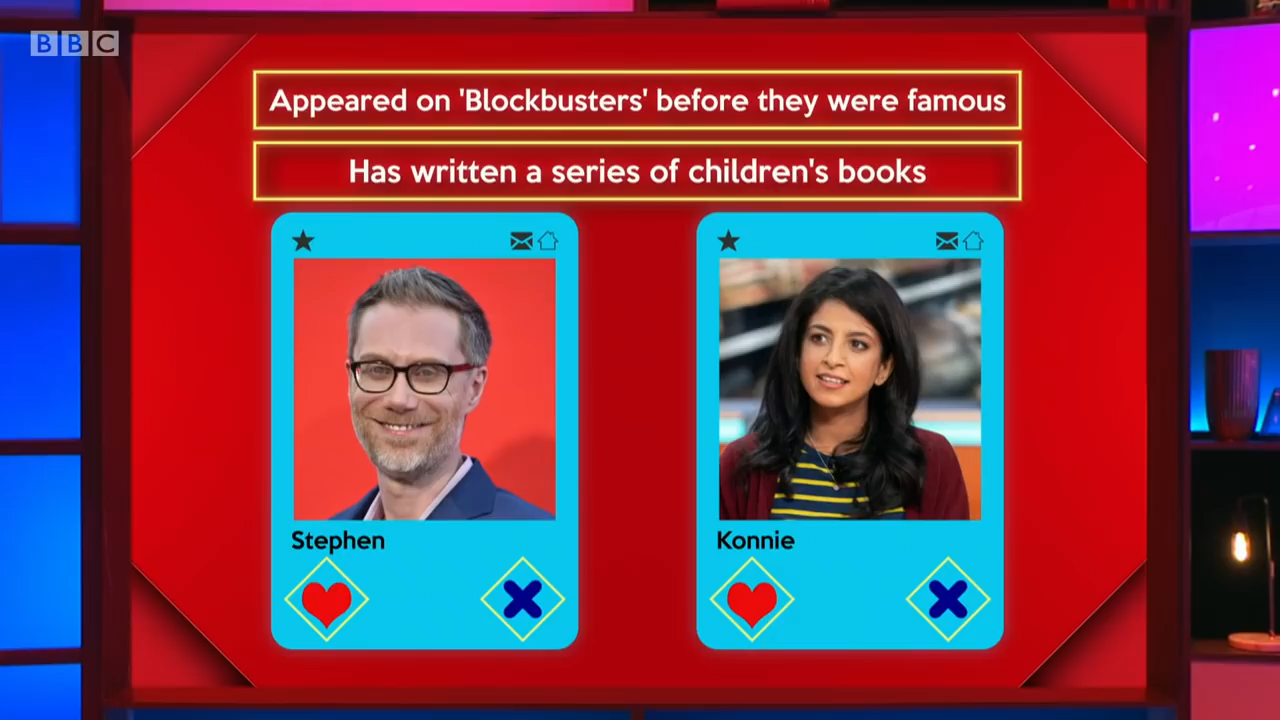 BBC
Appeared on 'Blockbusters' before they were famous
Has written a series of children's books
Stephen
Konnie